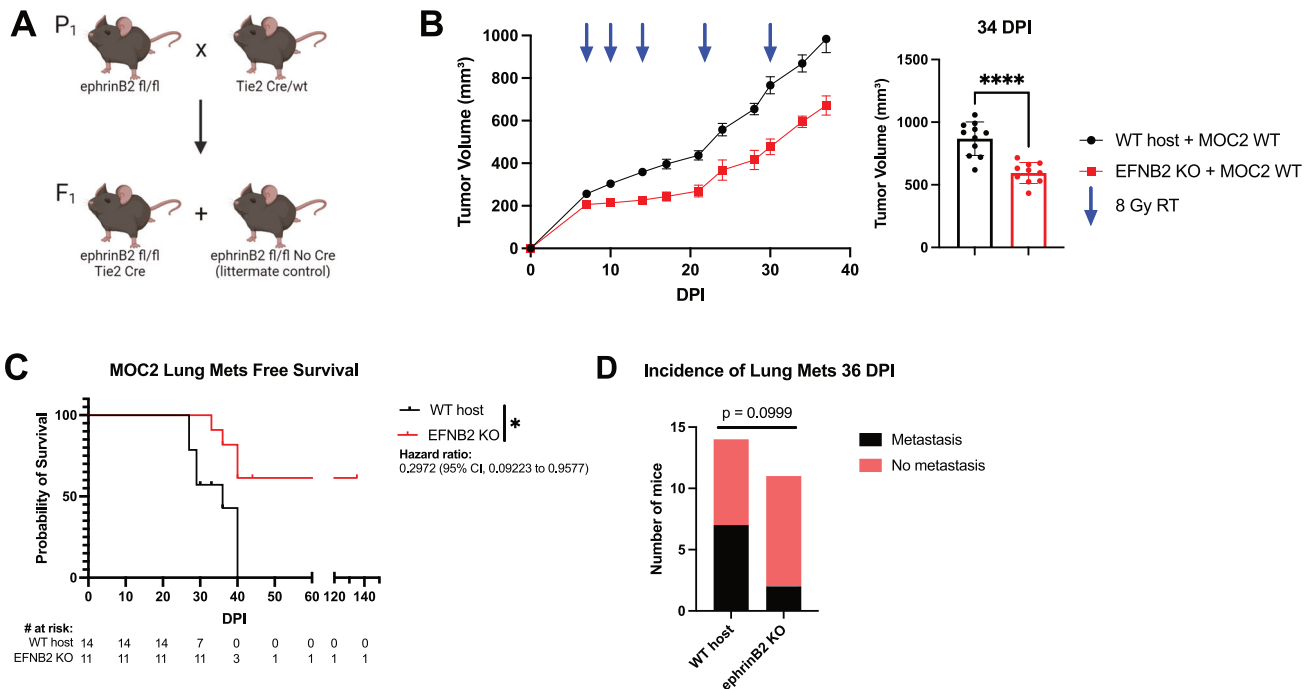 A
P1
x
ephrinB2 fl/fl
Tie2 Cre/wt
F1
+
ephrinB2 fl/fl
Tie2 Cre
ephrinB2 fl/fl No Cre
(littermate control)
B
Tumor Volume (mm³)
1000
800
600
400
200
0
0 10 20 30 40
DPI
34 DPI
****
Tumor Volume (mm³)
1500
1000
500
0
WT host + MOC2 WT
EFNB2 KO + MOC2 WT
8 Gy RT
C
MOC2 Lung Mets Free Survival
Probability of Survival
100
50
0
0 10 20 30 40 50 60 120 140
DPI
WT host
EFNB2 KO
*
Hazard ratio:
0.2972 (95% CI, 0.09223 to 0.9577)
# at risk:
WT host 14 14 14 7 0 0 0 0 0
EFNB2 KO 11 11 11 11 3 1 1 1 1
D
Incidence of Lung Mets 36 DPI
p = 0.0999
Number of mice
15
10
5
0
WT host
ephrinB2 KO
Metastasis
No metastasis